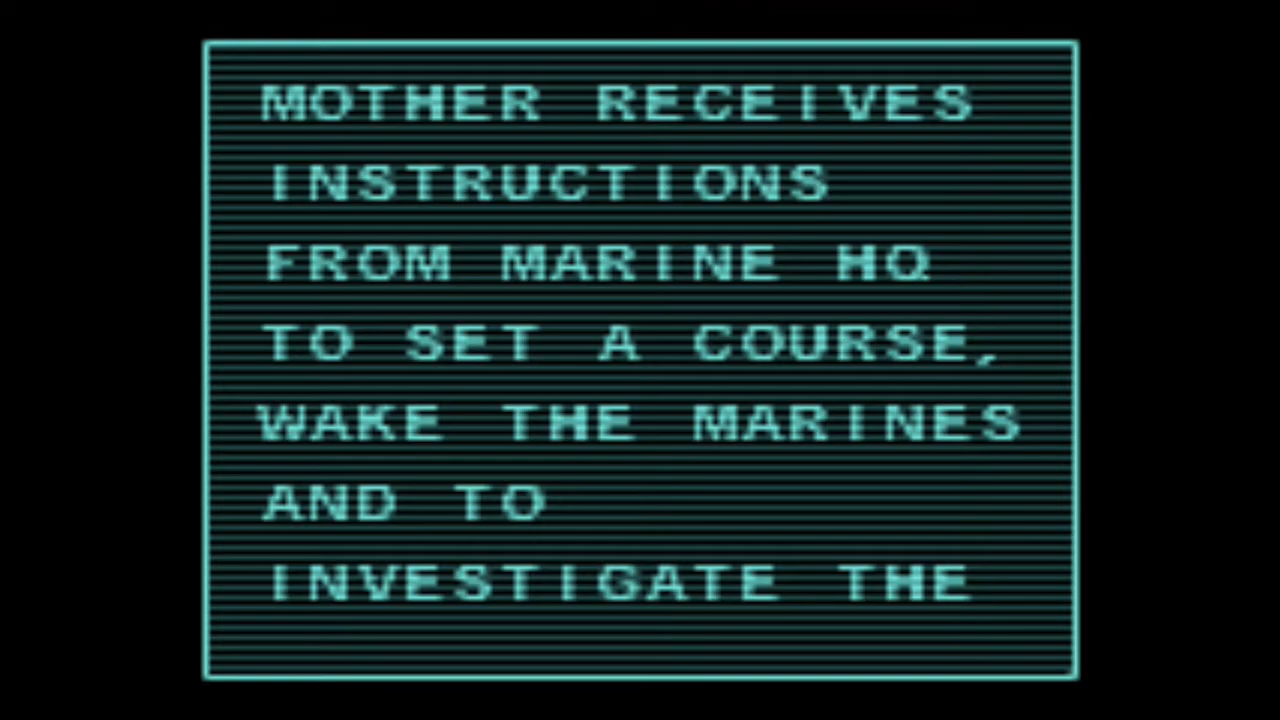 MOTHER RECEIVES
INSTRUCTIONS
FROM MARINE HQ
TO SET A COURSE,
WAKE THE MARINES
AND TO
INVESTIGATE THE